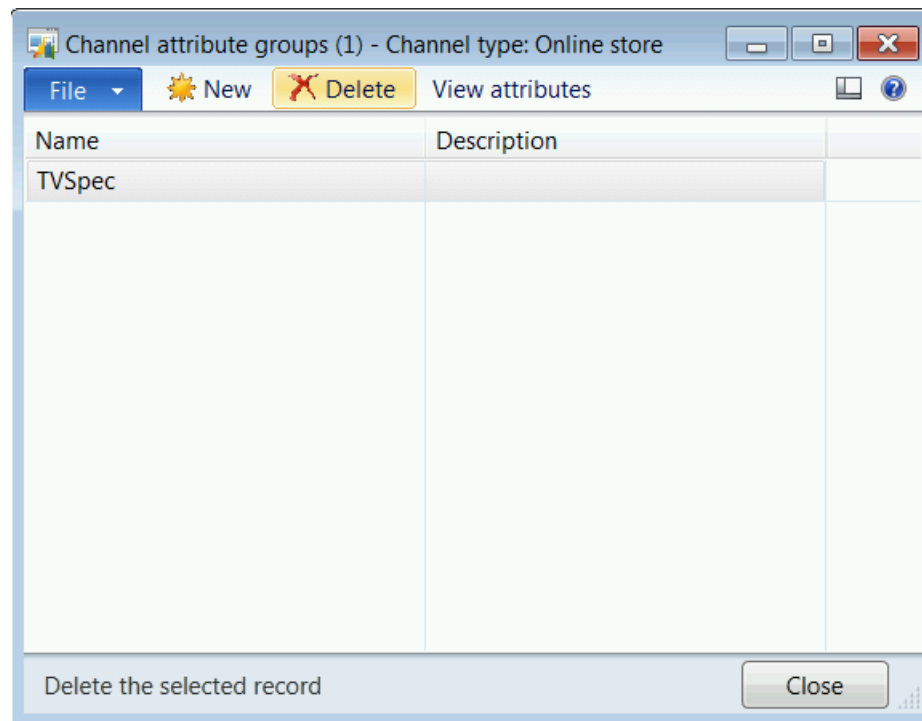 Channel attribute groups (1) - Channel type: Online store
File New Delete View attributes
Name Description
TVSpec
Delete the selected record Close